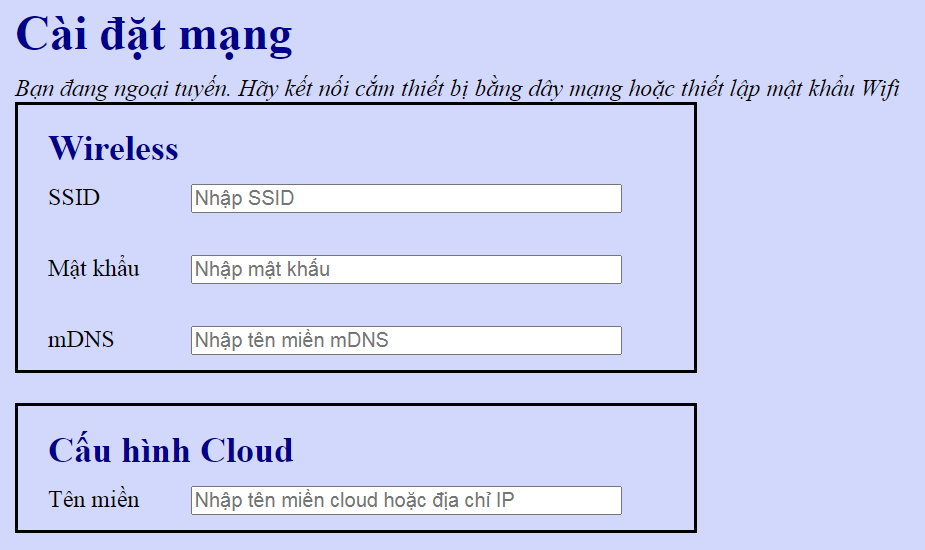 Cài đặt mạng
Bạn đang ngoại tuyến. Hãy kết nối cắm thiết bị bằng dây mạng hoặc thiết lập mật khẩu Wifi
Wireless
SSID Nhập SSID
Mật khẩu Nhập mật khẩu
mDNS Nhập tên miền mDNS
Cấu hình Cloud
Tên miền Nhập tên miền cloud hoặc địa chỉ IP